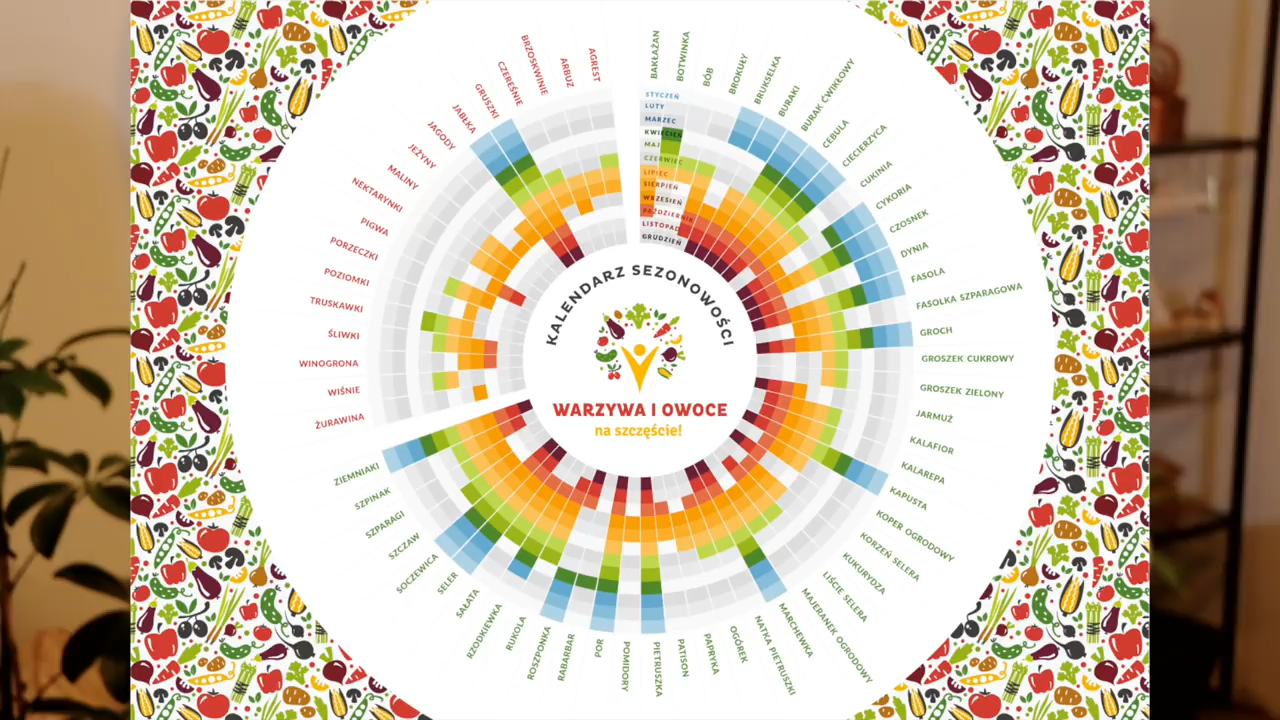 KALENDARZ SEZONOWOŚCI
WARZYWA I OWOCE
na szczęście!
STYCZEŃ
LUTY
MARZEC
KWIECIEŃ
MAJ
CZERWIEC
LIPIEC
SIERPIEŃ
WRZESIEŃ
PAŹDZIERNIK
LISTOPAD
GRUDZIEŃ
BAKŁAŻAN
BOTWINKA
BÓB
BROKUŁY
BRUKSELKA
BURAKI
BURAK ĆWIKŁOWY
CEBULA
CIECIERZYCA
CUKINIA
CYKORIA
CZOSNEK
DYNIA
FASOLA
FASOLKA SZPARAGOWA
GROCH
GROSZEK CUKROWY
GROSZEK ZIELONY
JARMUŻ
KALAFIOR
KALAREPA
KAPUSTA
KOPER OGRODOWY
KORZEŃ SELERA
KUKURYDZA
LIŚCIE SELERA
MAJERANEK OGRODOWY
MARCHEWKA
NATKA PIETRUSZKI
OGÓREK
PAPRYKA
PATISON
PIETRUSZKA
POMIDORY
POR
RABARBAR
ROSZPONKA
RUKOLA
RZODKIEWKA
SAŁATA
SELER
SOCZEWICA
SZCZAW
SZPARAGI
SZPINAK
ZIEMNIAKI
ŻURAWINA
WIŚNIE
WINOGRONA
ŚLIWKI
TRUSKAWKI
POZIOMKI
PORZECZKI
PIGWA
NEKTARYNKI
MALINY
JEŻYNY
JAGODY
JABŁKA
GRUSZKI
CZEREŚNIE
BRZOSKWINIE
ARBUZ
AGREST